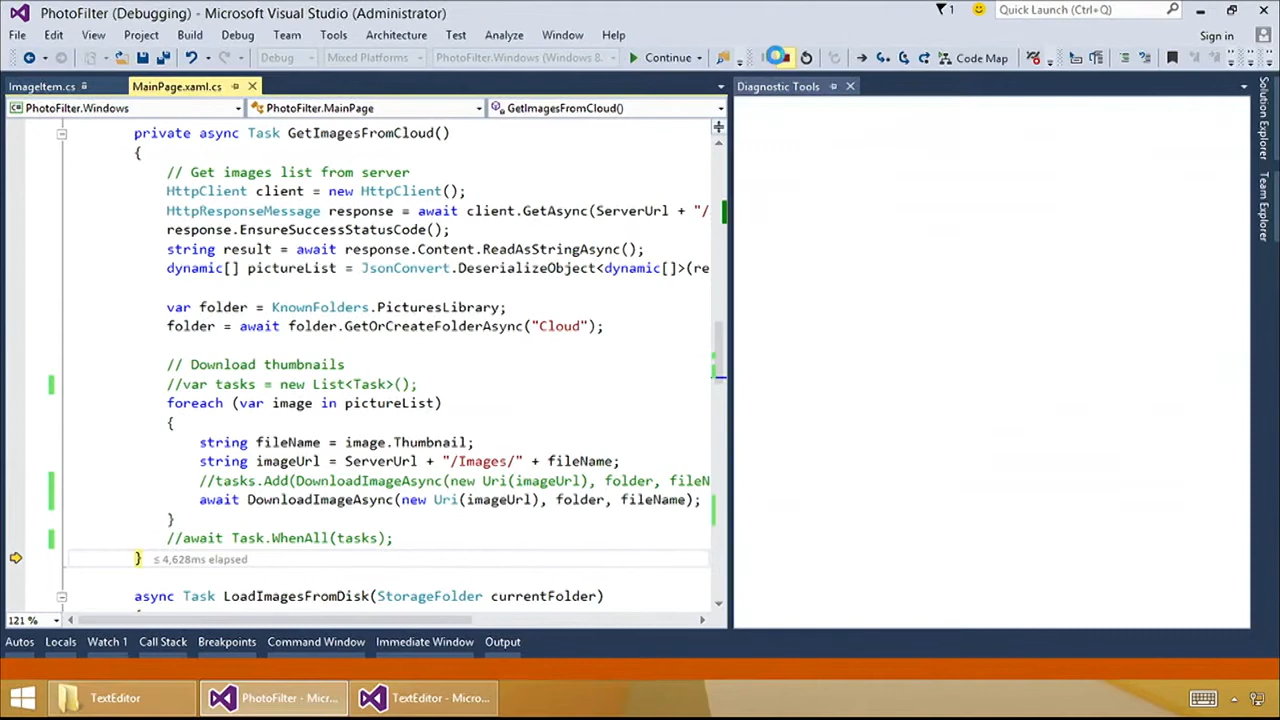 PhotoFilter (Debugging) - Microsoft Visual Studio (Administrator)
1
Quick Launch (Ctrl+Q)
File Edit View Project Build Debug Team Tools Architecture Test Analyze Window Help
Sign in
Debug Mixed Platforms PhotoFilter.Windows (Windows 8. Continue Code Map
ImageItem.cs MainPage.xaml.cs
Diagnostic Tools
PhotoFilter.Windows PhotoFilter.MainPage GetImagesFromCloud()
private async Task GetImagesFromCloud()
{
// Get images list from server
HttpClient client = new HttpClient();
HttpResponseMessage response = await client.GetAsync(ServerUrl + "/
response.EnsureSuccessStatusCode();
string result = await response.Content.ReadAsStringAsync();
dynamic[] pictureList = JsonConvert.DeserializeObject<dynamic[]>(re
var folder = KnownFolders.PicturesLibrary;
folder = await folder.GetOrCreateFolderAsync("Cloud");
// Download thumbnails
//var tasks = new List<Task>();
foreach (var image in pictureList)
{
string fileName = image.Thumbnail;
string imageUrl = ServerUrl + "/Images/" + fileName;
//tasks.Add(DownloadImageAsync(new Uri(imageUrl), folder, fileN
await DownloadImageAsync(new Uri(imageUrl), folder, fileName);
}
//await Task.WhenAll(tasks);
} ≤ 4,628ms elapsed
async Task LoadImagesFromDisk(StorageFolder currentFolder)
121 %
Solution Explorer
Team Explorer
Autos Locals Watch 1 Call Stack Breakpoints Command Window Immediate Window Output
TextEditor PhotoFilter - Micr... TextEditor - Micro...